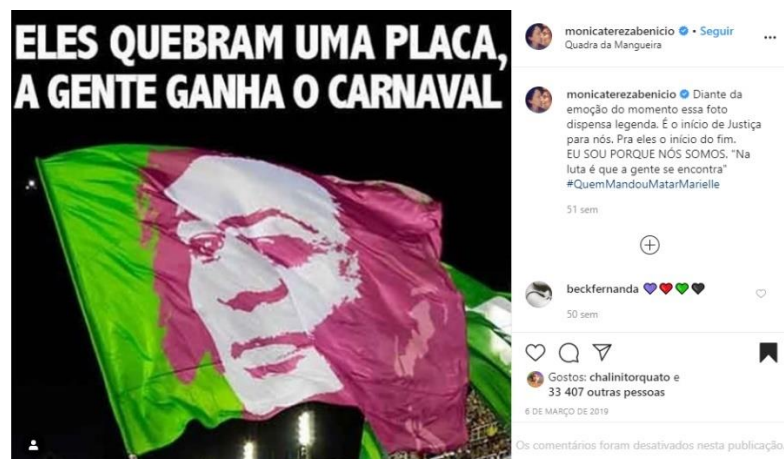 ELES QUEBRAM UMA PLACA,
A GENTE GANHA O CARNAVAL
monicaterezabenicio • Seguir
Quadra da Mangueira
monicaterezabenicio Diante da
emoção do momento essa foto
dispensa legenda. É o início de Justiça
para nós. Pra eles o início do fim.
EU SOU PORQUE NÓS SOMOS. "Na
luta é que a gente se encontra"
#QuemMandouMatarMarielle
51 sem
beckfernanda
50 sem
Gostos: chalinitorquato e
33 407 outras pessoas
6 DE MARÇO DE 2019
Os comentários foram desativados nesta publicação.